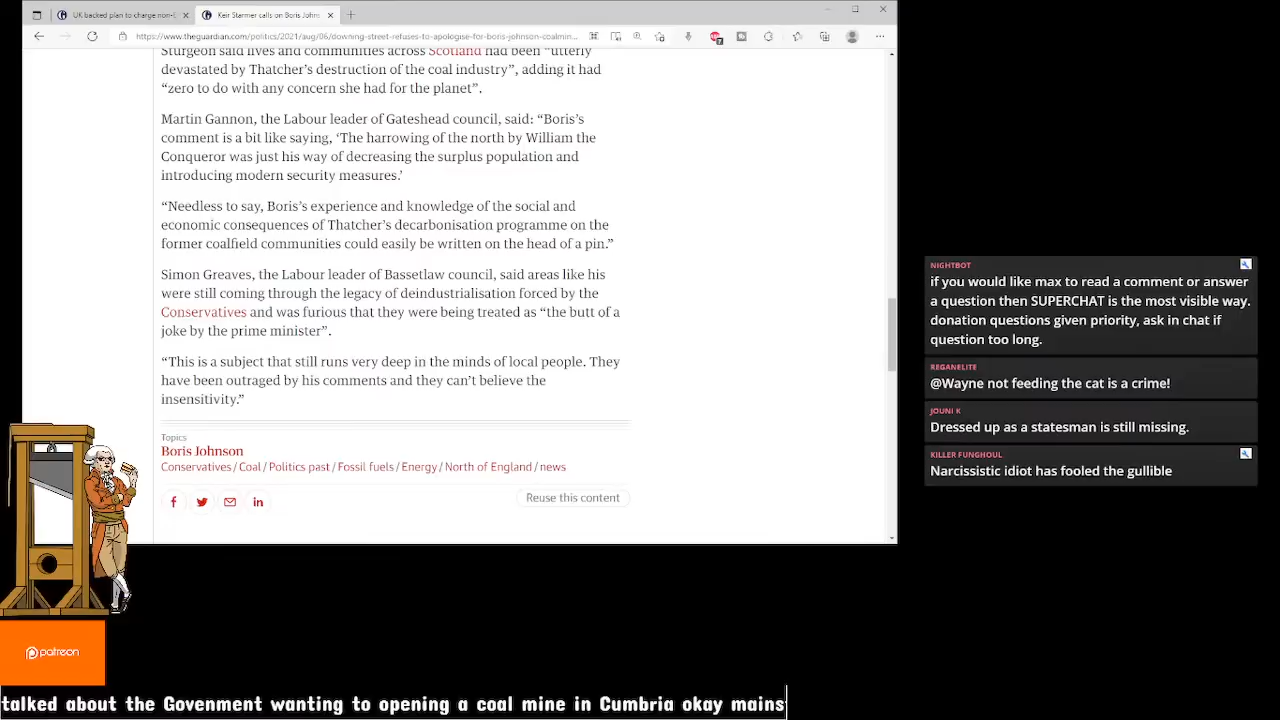 UK backed plan to charge non-E
Keir Starmer calls on Boris Johns
https://www.theguardian.com/politics/2021/aug/06/downing-street-refuses-to-apologise-for-boris-johnson-coalmin...
Sturgeon said lives and communities across Scotland had been “utterly
devastated by Thatcher’s destruction of the coal industry”, adding it had
“zero to do with any concern she had for the planet”.
Martin Gannon, the Labour leader of Gateshead council, said: “Boris’s
comment is a bit like saying, ‘The harrowing of the north by William the
Conqueror was just his way of decreasing the surplus population and
introducing modern security measures.’
“Needless to say, Boris’s experience and knowledge of the social and
economic consequences of Thatcher’s decarbonisation programme on the
former coalfield communities could easily be written on the head of a pin.”
Simon Greaves, the Labour leader of Bassetlaw council, said areas like his
were still coming through the legacy of deindustrialisation forced by the
Conservatives and was furious that they were being treated as “the butt of a
joke by the prime minister”.
“This is a subject that still runs very deep in the minds of local people. They
have been outraged by his comments and they can’t believe the
insensitivity.”
Topics
Boris Johnson
Conservatives / Coal / Politics past / Fossil fuels / Energy / North of England / news
Reuse this content
NIGHTBOT
if you would like max to read a comment or answer
a question then SUPERCHAT is the most visible way.
donation questions given priority, ask in chat if
question too long.
REGANELITE
@Wayne not feeding the cat is a crime!
JOUNI K
Dressed up as a statesman is still missing.
KILLER FUNGHOUL
Narcissistic idiot has fooled the gullible
patreon
talked about the Govenment wanting to opening a coal mine in Cumbria okay mains